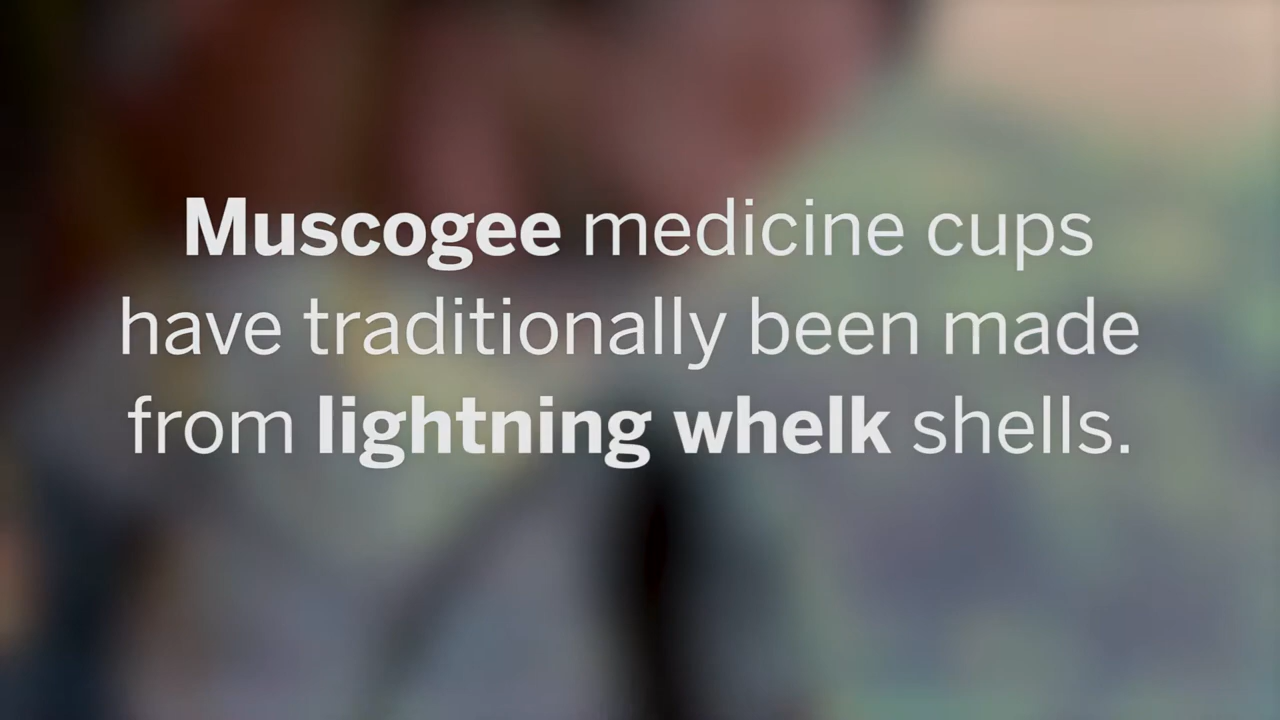 Muscogee medicine cups
have traditionally been made
from lightning whelk shells.